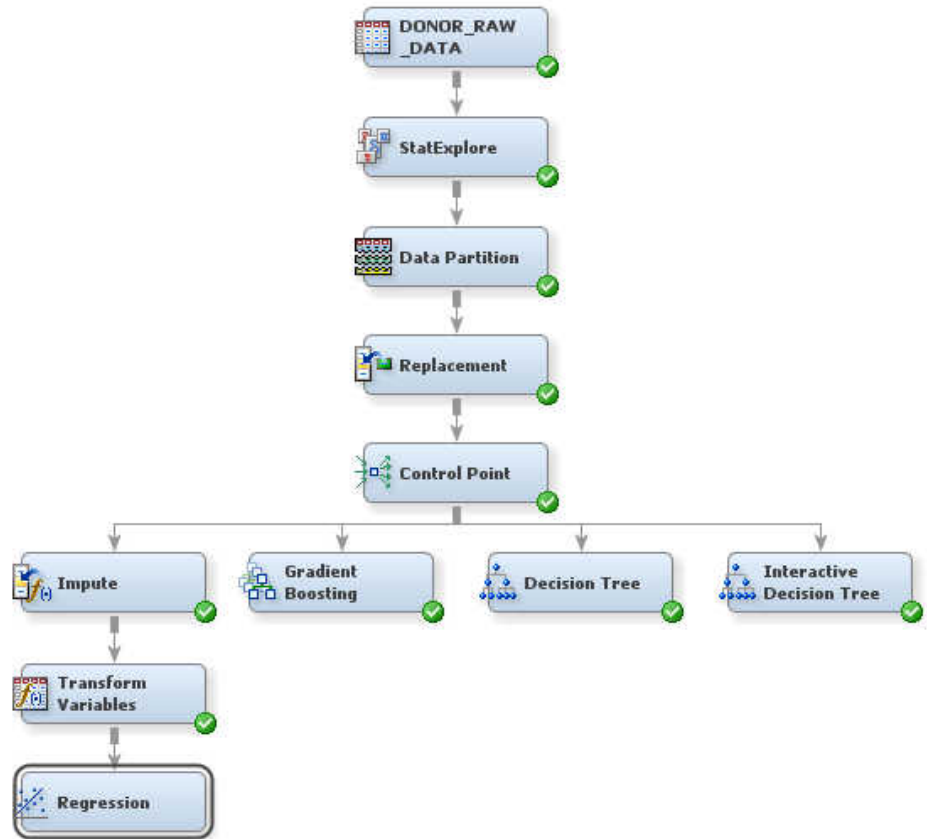 DONOR_RAW
_DATA
StatExplore
Data Partition
Replacement
Control Point
Impute
Gradient
Boosting
Decision Tree
Interactive
Decision Tree
Transform
Variables
Regression